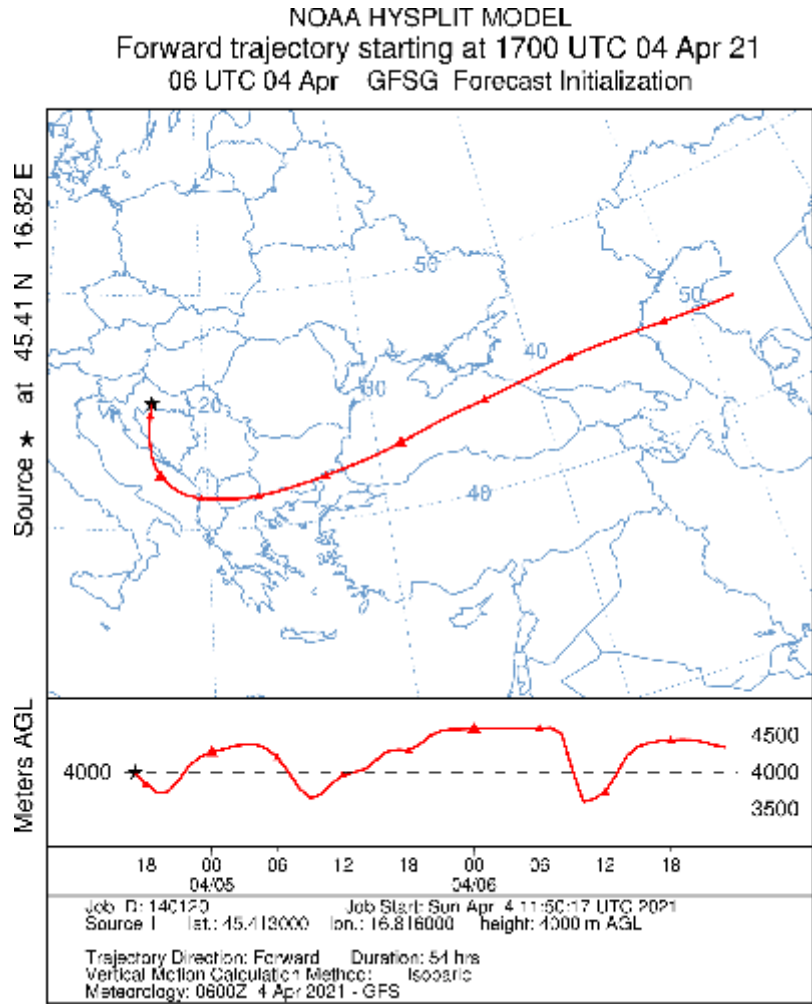 NOAA HYSPLIT MODEL
Forward trajectory starting at 1700 UTC 04 Apr 21
06 UTC 04 Apr GFSG Forecast Initialization
Source ★ at 45.41 N 16.82 E
50
50
40
30
20
40
Meters AGL
4000
4500
4000
3500
18 00 06 12 18 00 06 12 18
04/05 04/06
Job ID: 140120 Job Start: Sun Apr 4 11:50:17 UTC 2021
Source 1 lat.: 45.413000 lon.: 16.816000 height: 4000 m AGL
Trajectory Direction: Forward Duration: 54 hrs
Vertical Motion Calculation Method: Isobaric
Meteorology: 0600Z 4 Apr 2021 - GFS